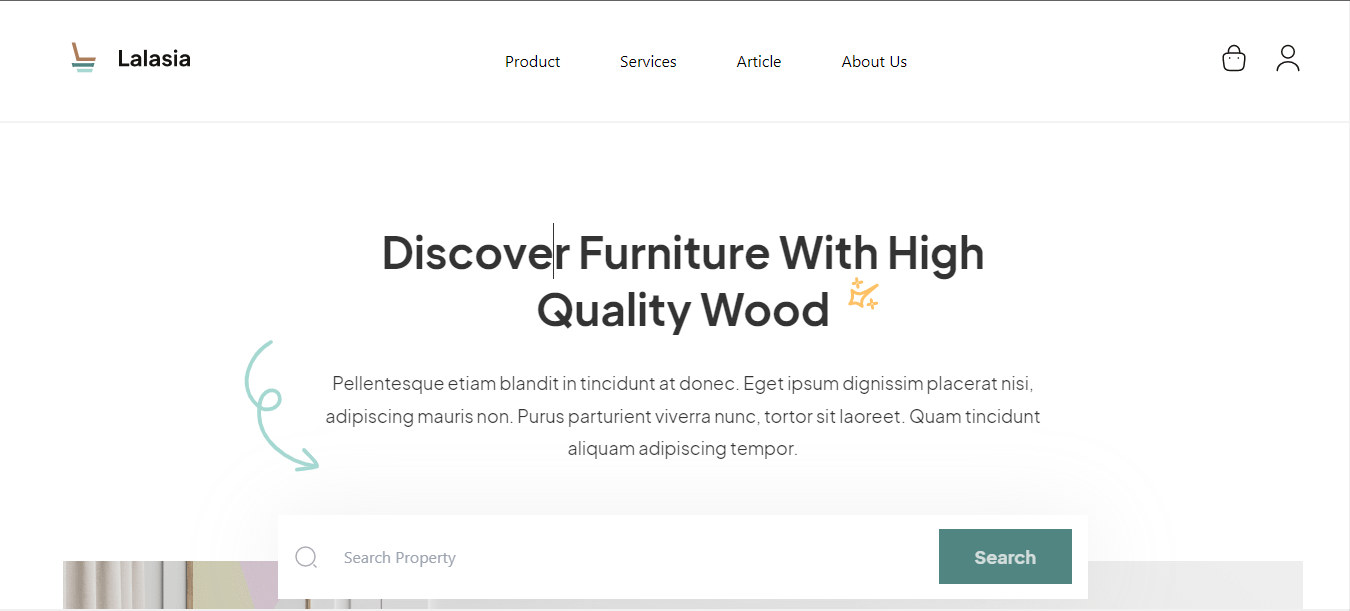 Lalasia
Product
Services
Article
About Us
Discover Furniture With High
Quality Wood
Pellentesque etiam blandit in tincidunt at donec. Eget ipsum dignissim placerat nisi,
adipiscing mauris non. Purus parturient viverra nunc, tortor sit laoreet. Quam tincidunt
aliquam adipiscing tempor.
Search Property
Search